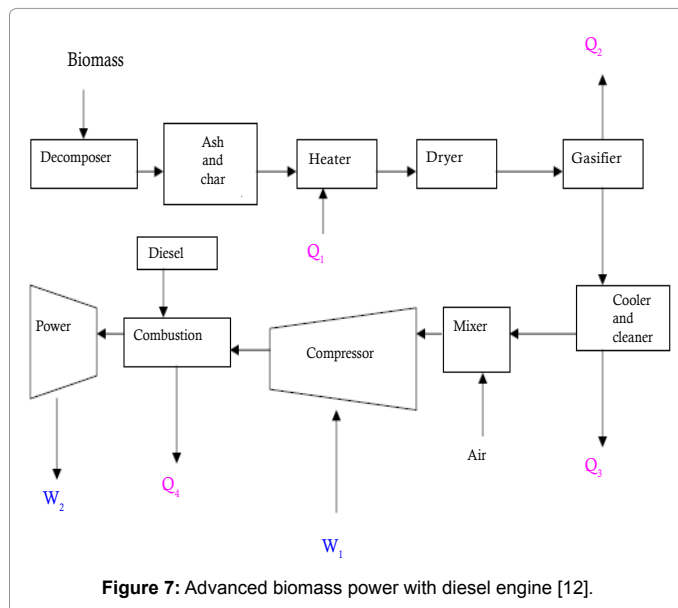 Biomass
Q2
Decomposer
Ash
and
char
Heater
Dryer
Gasifier
Q1
Diesel
Power
Combustion
Compressor
Mixer
Cooler
and
cleaner
Air
W2
Q4
W1
Q3
Figure 7: Advanced biomass power with diesel engine [12].